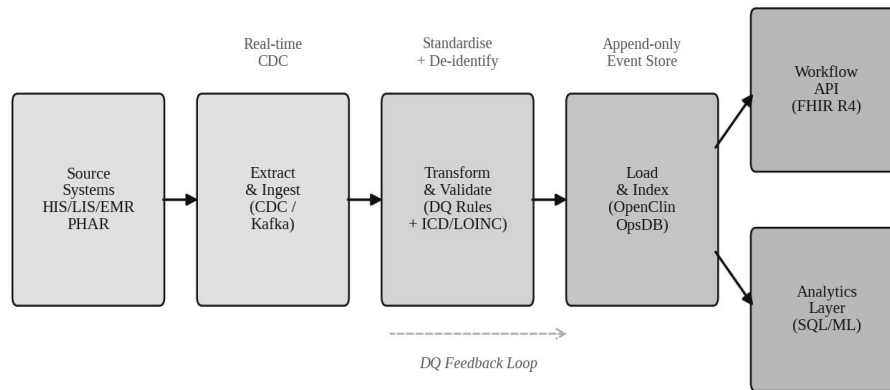 Real-time
CDC
Standardise
+ De-identify
Append-only
Event Store
Source
Systems
HIS/LIS/EMR
PHAR
Extract
& Ingest
(CDC /
Kafka)
Transform
& Validate
(DQ Rules
+ ICD/LOINC)
Load
& Index
(OpenClin
OpsDB)
Workflow
API
(FHIR R4)
Analytics
Layer
(SQL/ML)
DQ Feedback Loop